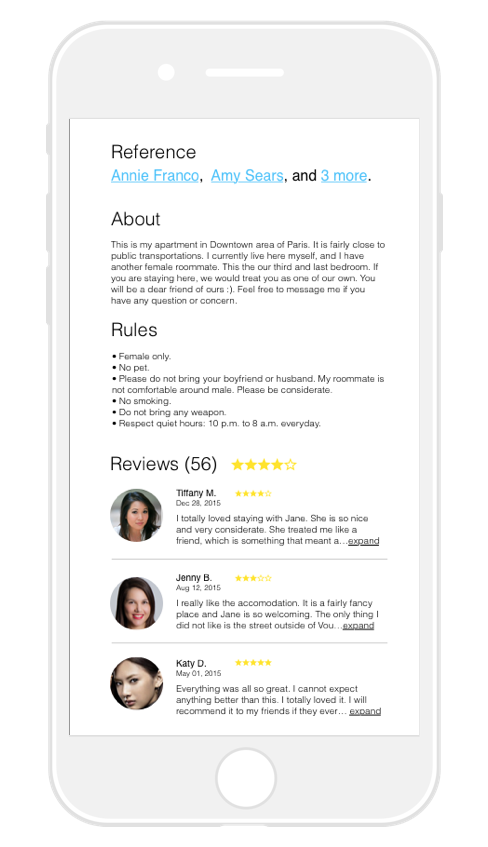 Reference
Annie Franco, Amy Sears, and 3 more.
About
This is my apartment in Downtown area of Paris. It is fairly close to
public transportations. I currently live here myself, and I have
another female roommate. This the our third and last bedroom. If
you are staying here, we would treat you as one of our own. You
will be a dear friend of ours :). Feel free to message me if you
have any question or concern.
Rules
• Female only.
• No pet.
• Please do not bring your boyfriend or husband. My roommate is
not comfortable around male. Please be considerate.
• No smoking.
• Do not bring any weapon.
• Respect quiet hours: 10 p.m. to 8 a.m. everyday.
Reviews (56)
Tiffany M.
Dec 28, 2015
I totally loved staying with Jane. She is so nice
and very considerate. She treated me like a
friend, which is something that meant a...expand
Jenny B.
Aug 12, 2015
I really like the accomodation. It is a fairly fancy
place and Jane is so welcoming. The only thing I
did not like is the street outside of You...expand
Katy D.
May 01, 2015
Everything was all so great. I cannot expect
anything better than this. I totally loved it. I will
recommend it to my friends if they ever... expand